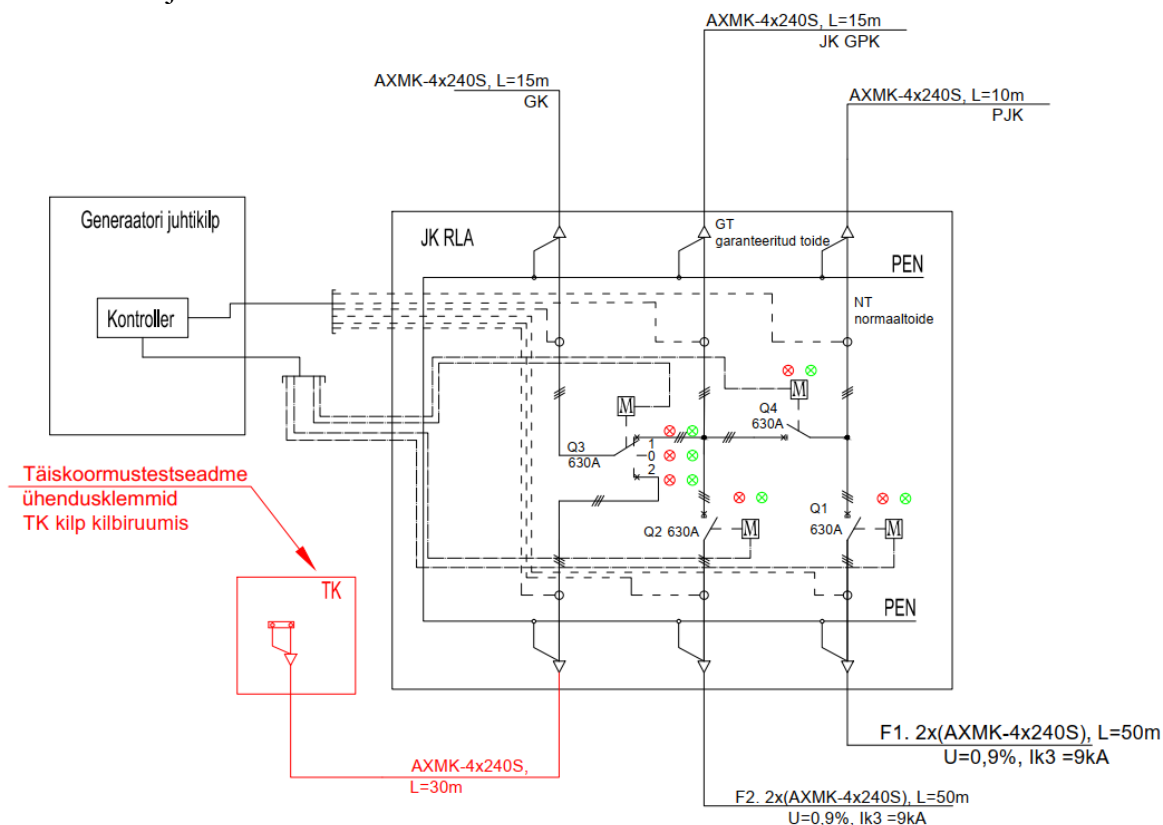 AXMK-4x240S, L=15m
JK GPK
AXMK-4x240S, L=15m
GK
AXMK-4x240S, L=10m
PJK
Generaatori juhtikilp
Kontroller
JK RLA
GT
garanteeritud toide
PEN
NT
normaaltoide
M
Q4
630A
M
Q3
630A
1
0
2
Q2 630A
M
Q1
630A
M
Täiskoormustestseadme
ühendusklemmid
TK kilp kilbiruumis
TK
PEN
F1. 2x(AXMK-4x240S), L=50m
U=0,9%, Ik3 =9kA
AXMK-4x240S,
L=30m
F2. 2x(AXMK-4x240S), L=50m
U=0,9%, Ik3 =9kA